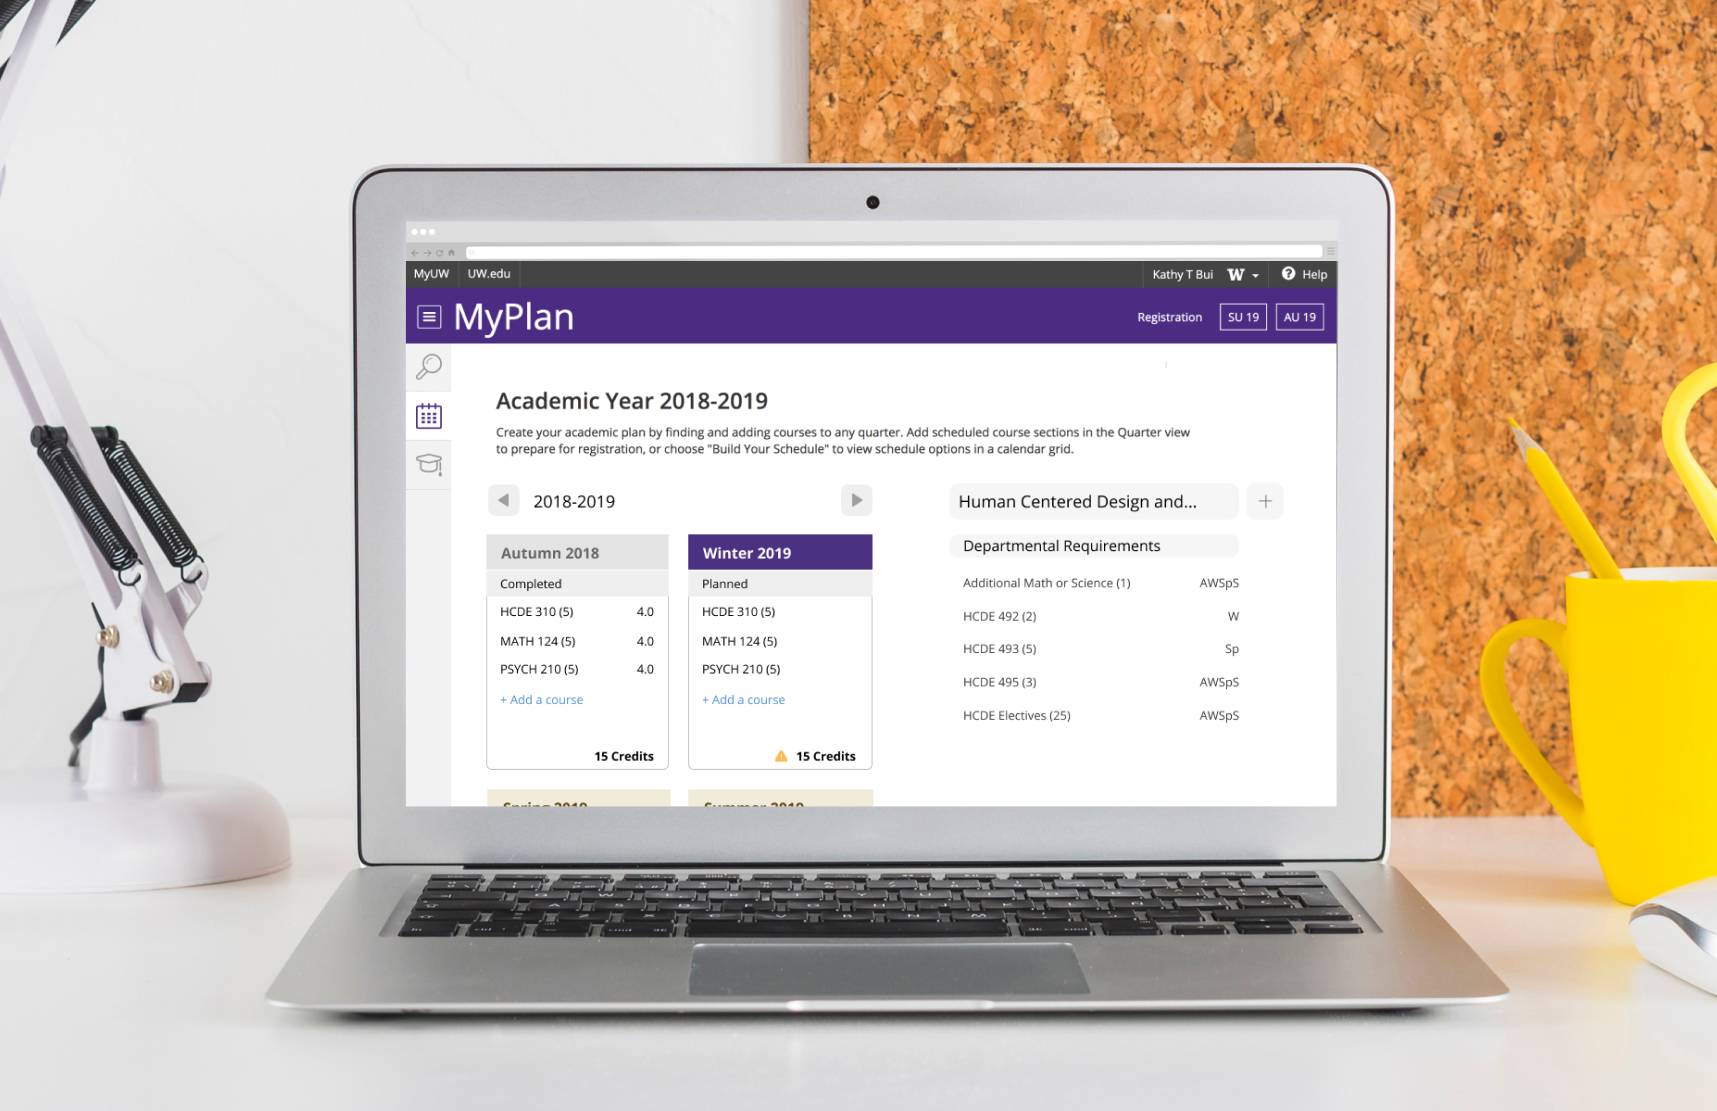 MyUW UW.edu Kathy T Bui W Help
MyPlan Registration SU 19 AU 19
Academic Year 2018-2019
Create your academic plan by finding and adding courses to any quarter. Add scheduled course sections in the Quarter view
to prepare for registration, or choose "Build Your Schedule" to view schedule options in a calendar grid.
2018-2019
Autumn 2018
Completed
HCDE 310 (5) 4.0
MATH 124 (5) 4.0
PSYCH 210 (5) 4.0
+ Add a course
15 Credits
Winter 2019
Planned
HCDE 310 (5)
MATH 124 (5)
PSYCH 210 (5)
+ Add a course
15 Credits
Spring 2019
Summer 2019
Human Centered Design and...
+
Departmental Requirements
Additional Math or Science (1) AWSpS
HCDE 492 (2) W
HCDE 493 (5) Sp
HCDE 495 (3) AWSpS
HCDE Electives (25) AWSpS